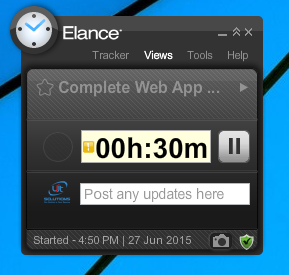 Elance
Tracker Views Tools Help
Complete Web App ...
00h:30m
SOLUTIONS
Post any updates here
Started - 4:50 PM | 27 Jun 2015